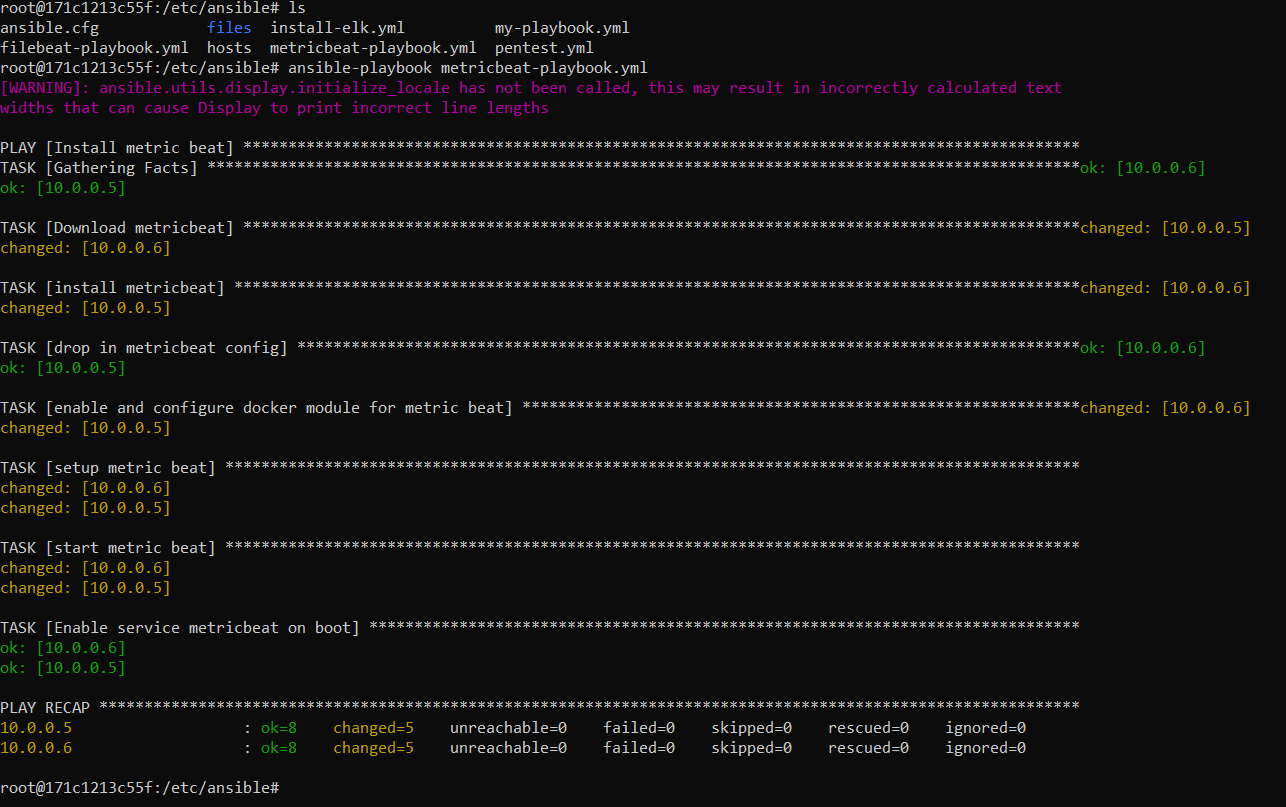 root@171c1213c55f:/etc/ansible# ls
ansible.cfg            files  install-elk.yml          my-playbook.yml
filebeat-playbook.yml  hosts  metricbeat-playbook.yml  pentest.yml
root@171c1213c55f:/etc/ansible# ansible-playbook metricbeat-playbook.yml
[WARNING]: ansible.utils.display.initialize_locale has not been called, this may result in incorrectly calculated text
widths that can cause Display to print incorrect line lengths
PLAY [Install metric beat] *********************************************************************************************
TASK [Gathering Facts] *************************************************************************************************ok: [10.0.0.6]
ok: [10.0.0.5]
TASK [Download metricbeat] *********************************************************************************************changed: [10.0.0.5]
changed: [10.0.0.6]
TASK [install metricbeat] **********************************************************************************************changed: [10.0.0.6]
changed: [10.0.0.5]
TASK [drop in metricbeat config] ***************************************************************************************ok: [10.0.0.6]
ok: [10.0.0.5]
TASK [enable and configure docker module for metric beat] **************************************************************changed: [10.0.0.6]
changed: [10.0.0.5]
TASK [setup metric beat] ***********************************************************************************************
changed: [10.0.0.6]
changed: [10.0.0.5]
TASK [start metric beat] ***********************************************************************************************
changed: [10.0.0.6]
changed: [10.0.0.5]
TASK [Enable service metricbeat on boot] *******************************************************************************
ok: [10.0.0.6]
ok: [10.0.0.5]
PLAY RECAP *************************************************************************************************************
10.0.0.5                   : ok=8    changed=5    unreachable=0    failed=0    skipped=0    rescued=0    ignored=0
10.0.0.6                   : ok=8    changed=5    unreachable=0    failed=0    skipped=0    rescued=0    ignored=0
root@171c1213c55f:/etc/ansible#